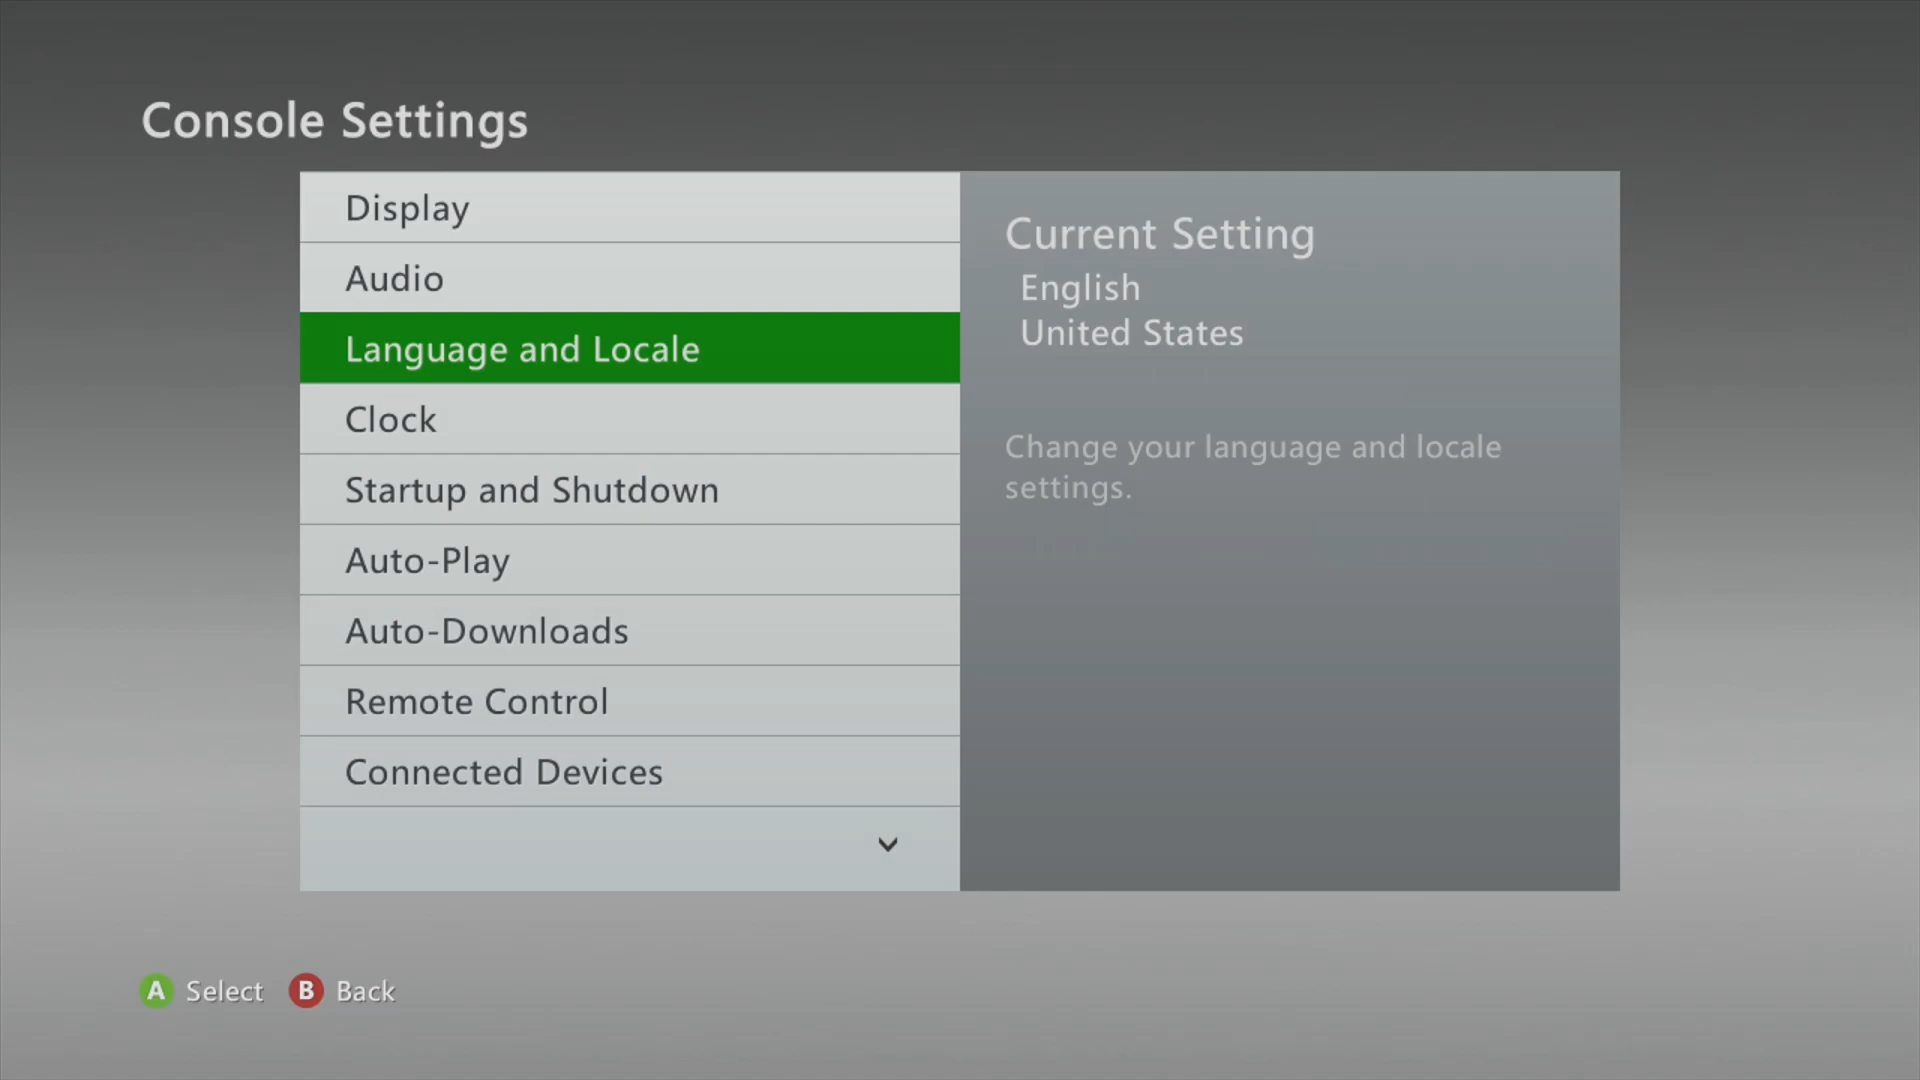 Console Settings
Display
Audio
Language and Locale
Clock
Startup and Shutdown
Auto-Play
Auto-Downloads
Remote Control
Connected Devices
Current Setting
English
United States
Change your language and locale
settings.
A Select B Back